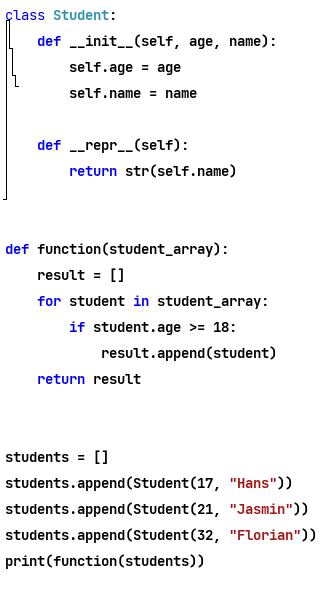 class Student:
    def __init__(self, age, name):
        self.age = age
        self.name = name
    def __repr__(self):
        return str(self.name)
def function(student_array):
    result = []
    for student in student_array:
        if student.age >= 18:
            result.append(student)
    return result
students = []
students.append(Student(17, "Hans"))
students.append(Student(21, "Jasmin"))
students.append(Student(32, "Florian"))
print(function(students))